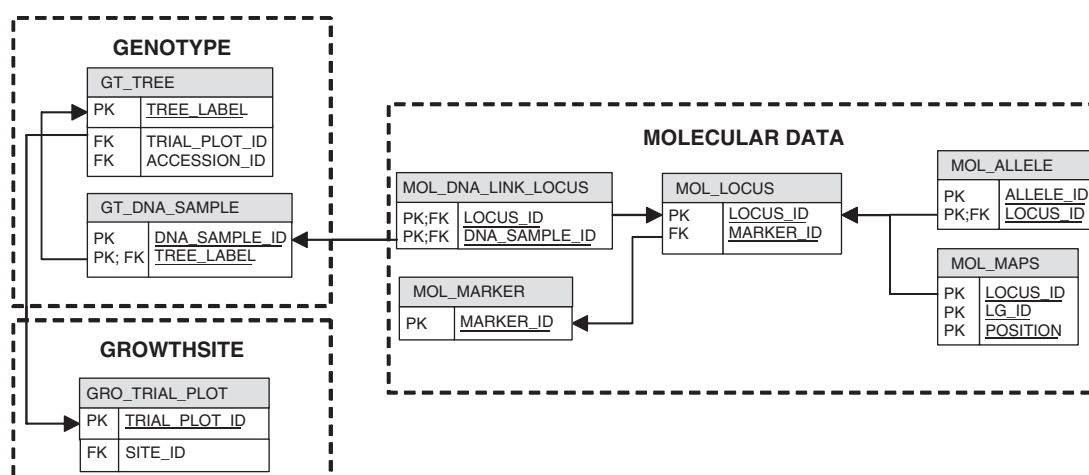 GENOTYPE
GT_TREE
PK TREE_LABEL
FK TRIAL_PLOT_ID
FK ACCESSION_ID
GT_DNA_SAMPLE
PK DNA_SAMPLE_ID
PK; FK TREE_LABEL
GROWTHSITE
GRO_TRIAL_PLOT
PK TRIAL_PLOT_ID
FK SITE_ID
MOLECULAR DATA
MOL_DNA_LINK_LOCUS
PK;FK LOCUS_ID
PK;FK DNA_SAMPLE_ID
MOL_MARKER
PK MARKER_ID
MOL_LOCUS
PK LOCUS_ID
FK MARKER_ID
MOL_ALLELE
PK ALLELE_ID
PK;FK LOCUS_ID
MOL_MAPS
PK LOCUS_ID
PK LG_ID
PK POSITION